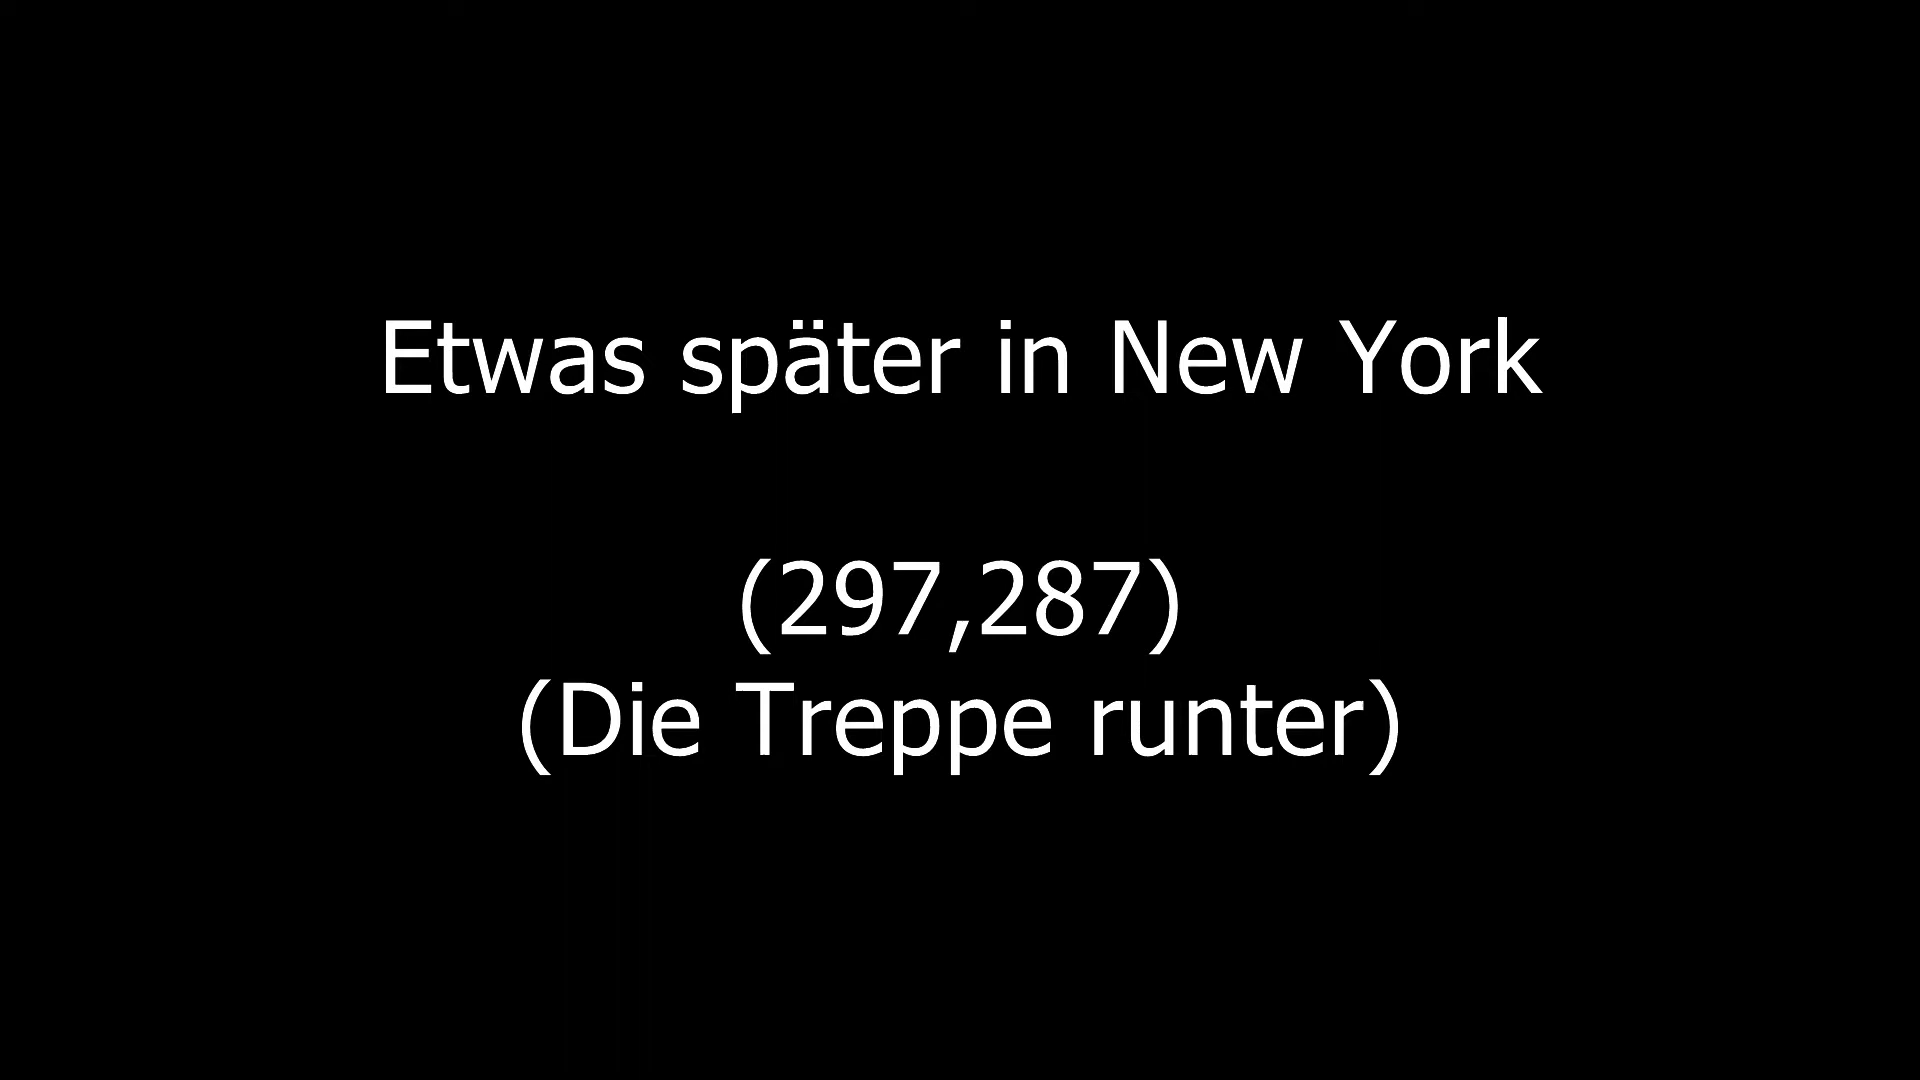 Etwas später in New York
(297,287)
(Die Treppe runter)